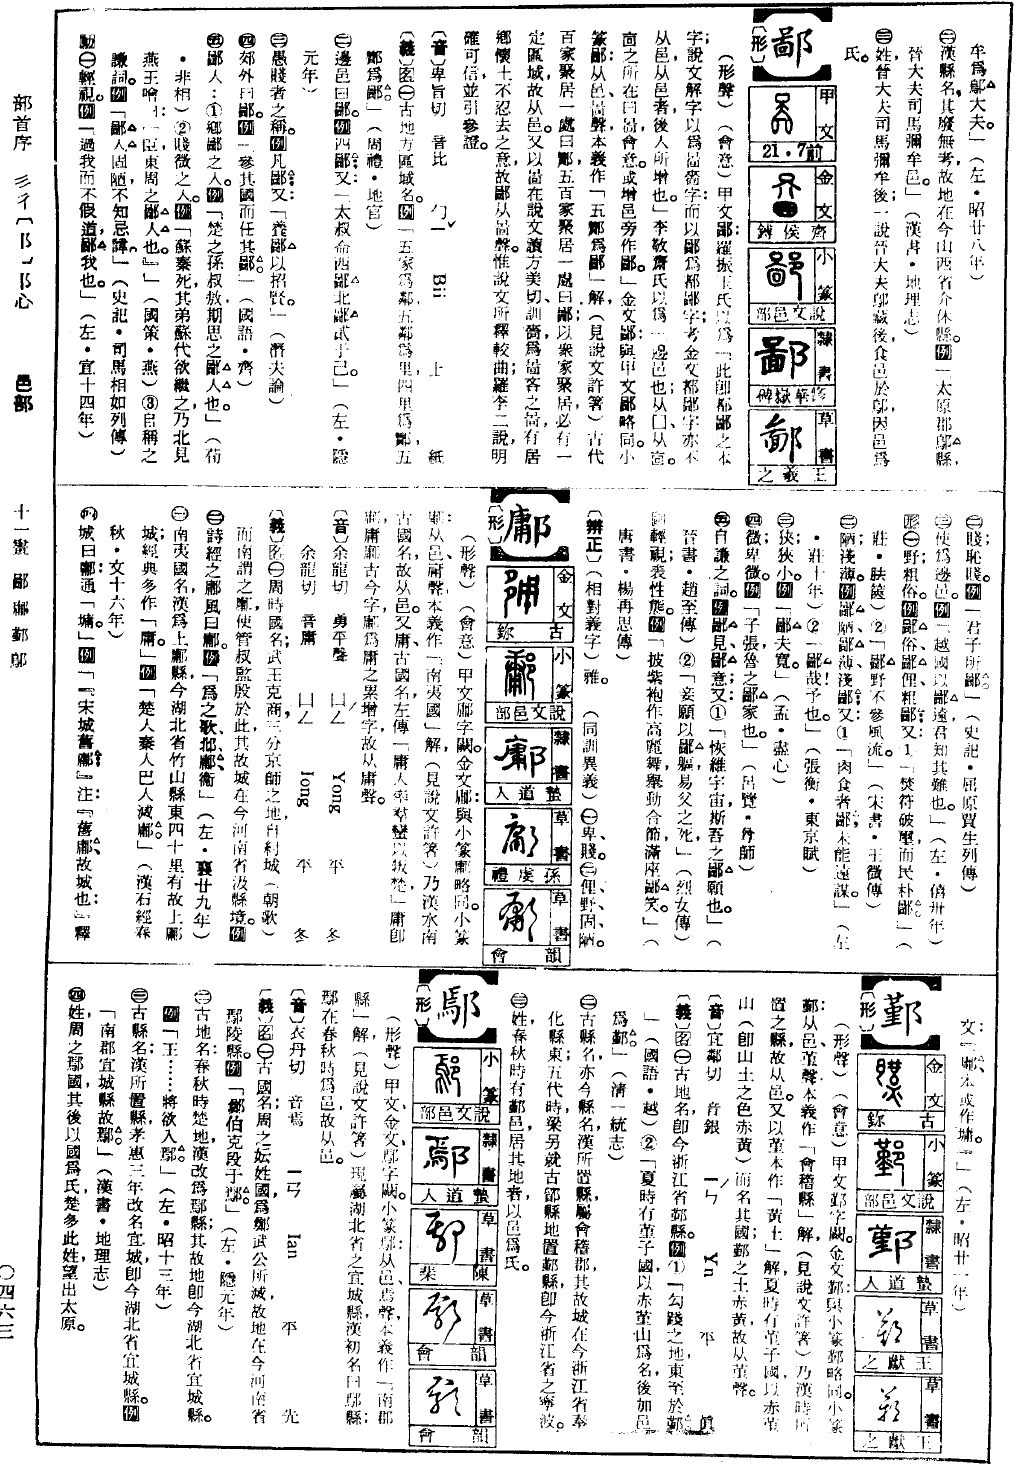 牟爲鄔大夫」（左・昭廿八年）
㊁漢縣名其廢無考故地在今山西省介休縣。例「太原郡鄔縣，
晉大夫司馬彌牟邑」（漢書・地理志）
㊂姓晉大夫司馬彌牟後一說晉大夫鄔臧後食邑於鄔因邑爲
氏。
鄙
〔形〕
甲文 前7．21
金文 齊侯鎛
小篆 說文邑部
隸書
草書 王羲之
（形聲）（會意）甲文鄙羅振玉氏以爲「此卽都鄙之本
字；說文解字以爲啚嗇字而以鄙爲都鄙字考金文都鄙字亦不
从邑从邑者後人所增也」李敬齋氏以爲「邊邑也从囗从㐭
㐭之所在曰啚會意。或增邑旁作鄙。」金文鄙與甲文鄙略同。小
篆鄙从邑啚聲本義作「五酇爲鄙」解（見說文許箸）古代
百家聚居一處曰酇五百家聚居一處曰鄙以衆家聚居必有一
定區域故从邑。又以啚在說文讀方美切訓嗇爲啚吝之啚有居
鄉懷土不忍去之意故鄙从啚聲。惟說文所釋較曲羅李二說，明
確可信，並引參證。
〔音〕卑旨切 音比 ㄅㄧˇ Bii 上 紙
〔義〕名㊀古地方區域名。例「五家爲鄰五鄰爲里四里爲酇五
酇爲鄙」（周禮・地官）
㊁邊邑曰鄙。例四鄙又「太叔命西鄙北鄙貳于己。」（左・隱
元年）
㊂愚賤者之稱例凡鄙又「養鄙以招賢。」（潛夫論）
㊃郊外曰鄙。例「參其國而任其鄙。」（國語・齊）
㊄鄙人：①鄉鄙之人。例「楚之孫叔敖期思之鄙人也」（荀
・非相）②賤微之人。例「蘇秦死其弟蘇代欲繼之乃北見
燕王噲曰『臣東周之鄙人也』」（國策・燕）③自稱之
謙詞。例「鄙人固陋不知忌諱」（史記・司馬相如列傳）
動㊀輕視。例「過我而不假道鄙我也。」（左・宣十四年）
㊁賤恥賤。例「君子所鄙」（史記・屈原賈生列傳）
㊂使爲邊邑。例「越國以鄙遠君知其難也。」（左・僖卅年）
形㊀野粗俗。例鄙俗、鄙俚粗鄙：又1「焚符破璽而民朴鄙」（
莊・胠篋）②「鄙野不參風流。」（宋書・王微傳）
㊁陋淺薄。例鄙陋鄙薄淺鄙：又①「肉食者鄙未能遠謀。」（左
・莊十年）②「鄙哉予也。」（張衡・東京賦）
㊂狹狹小。例「鄙夫寬。」（孟・盡心）
㊃微卑微。例「子張魯之鄙家也。」（呂覽・尊師）
㊄自謙之詞。例鄙見鄙意又①「恢維宇宙斯吾之鄙願也。」（
晉書・趙至傳）②「妾願以鄙軀易父之死。」（烈女傳）
副輕視表性態。例「披紫袍作高麗舞舉動合節滿座鄙笑。」（
唐書・楊再思傳）
〔辨正〕（相對義字）雅。（同訓異義）㊀卑賤。㊁俚野固陋。
鄘
〔形〕
金文 古鉨
小篆 說文邑部
隸書 蟄道人
草書 孫虔禮
草書 韻會
（形聲）（會意）甲文鄘字闕。金文鄘與小篆鄘略同。小篆
鄘：从邑庸聲本義作「南夷國」解（見說文許箸）乃漢水南
古國名故从邑。又庸古國名左傳「庸人率羣蠻以叛楚」庸卽
鄘。庸鄘古今字鄘爲庸之累增字故从庸聲。
〔音〕余龍切 勇平聲 ㄩㄥˊ Yong 平 冬
余龍切 音庸 ㄩㄥ Iong 平 冬
〔義〕名㊀周時國名；武王克商三分京師之地自紂城（朝歌）
而南謂之鄘，使管叔監殷於此其故城在今河南省汲縣境。例
㊁詩經之鄘風曰鄘。例「爲之歌邶鄘衞」（左・襄廿九年）
㊂南夷國名漢爲上鄘縣今湖北省竹山縣東四十里有故上鄘
城；經典多作「庸」例「楚人秦人巴人滅鄘」（漢石經春
秋・文十六年）
㊃城曰鄘通「墉。」例「『宋城舊鄘』注『舊鄘故城也』釋
文：『鄘本或作墉。』」（左・昭廿一年）
鄞
〔形〕
金文 古鉨
小篆 說文邑部
隸書 蟄道人
草書 王獻之
草書 王獻之
（形聲）（會意）甲文鄞字闕。金文鄞與小篆鄞略同。小篆
鄞从邑堇聲本義作「會稽縣」解（見說文許箸）乃漢時所
置之縣故从邑。又以堇本作「黃土」解夏時有堇子國以赤堇
山（卽山土之色赤黃）而名其國；鄞之土赤黃故从堇聲。
〔音〕宜鄰切 音銀 ㄧㄣˊ Yn 平 眞
〔義〕名㊀古地名，卽今浙江省鄞縣。例①「勾踐之地東至於鄞
」（國語・越）②「夏時有堇子國以赤堇山爲名，後加邑
爲鄞」（淸一統志）
㊁古縣名，亦今縣名漢所置縣屬會稽郡，其故城在今浙江省奉
化縣東五代時梁另就古鄮縣地置鄞縣卽今浙江省之寧波。
㊂姓春秋時有鄞邑居其地者以邑爲氏。
鄢
〔形〕
小篆 說文邑部
隸書 蟄道人
草書 陳棐
草書 韻會
草書 韻會
（形聲）甲文、金文鄢字闕。小篆鄢：从邑焉聲本義作「南郡
縣」解（見說文許箸）現屬湖北省之宜城縣漢初名曰鄢縣；
鄢在春秋時爲邑故从邑。
〔音〕衣丹切 音焉 ㄧㄢ Ian 平 先
〔義〕名㊀古國名；周之妘姓國爲鄭武公所滅故地在今河南省
鄢陵縣。例「鄭伯克段于鄢。」（左・隱元年）
㊁古地名；春秋時楚地，漢改爲鄢縣；其故地卽今湖北省宜城縣。
例「王……將欲入鄢」（左・昭十三年）
㊂古縣名；漢所置縣，孝惠三年改名宜城卽今湖北省宜城縣。例
「南郡宜城縣故鄢。」（漢書・地理志）
㊃姓周之鄢國其後以國爲氏楚多此姓望出太原。
部首序 邑部 十一畫 鄙鄘鄞鄢 〇四六三